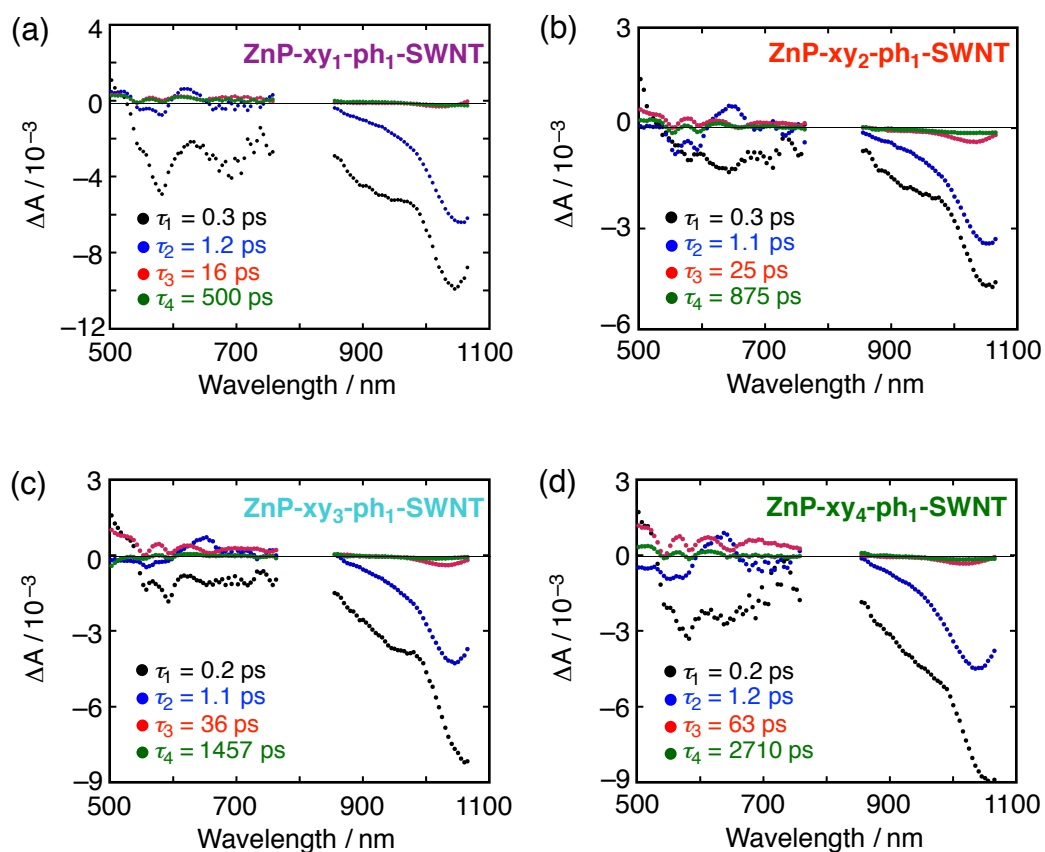 (a)
ZnP-xy₁-ph₁-SWNT
4
0
−4
−8
−12
ΔA / 10⁻³
τ₁ = 0.3 ps
τ₂ = 1.2 ps
τ₃ = 16 ps
τ₄ = 500 ps
500 700 900 1100
Wavelength / nm
(b)
ZnP-xy₂-ph₁-SWNT
3
0
−3
−6
ΔA / 10⁻³
τ₁ = 0.3 ps
τ₂ = 1.1 ps
τ₃ = 25 ps
τ₄ = 875 ps
500 700 900 1100
Wavelength / nm
(c)
ZnP-xy₃-ph₁-SWNT
3
0
−3
−6
−9
ΔA / 10⁻³
τ₁ = 0.2 ps
τ₂ = 1.1 ps
τ₃ = 36 ps
τ₄ = 1457 ps
500 700 900 1100
Wavelength / nm
(d)
ZnP-xy₄-ph₁-SWNT
3
0
−3
−6
−9
ΔA / 10⁻³
τ₁ = 0.2 ps
τ₂ = 1.2 ps
τ₃ = 63 ps
τ₄ = 2710 ps
500 700 900 1100
Wavelength / nm